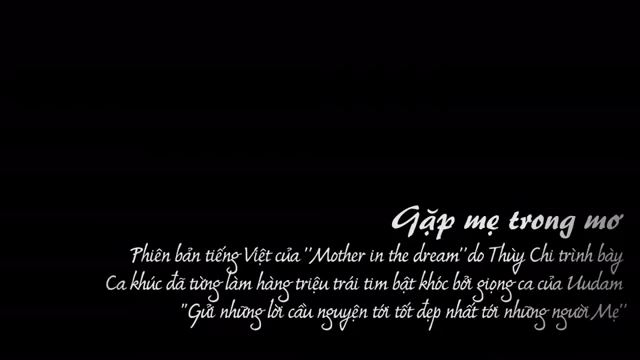 Gặp mẹ trong mơ
Phiên bản tiếng Việt của "Mother in the dream" do Thùy Chi trình bày
Ca khúc đã từng làm hàng triệu trái tim bật khóc bởi giọng ca của Uudam
"Gửi những lời cầu nguyện tới tốt đẹp nhất tới những người Mẹ"